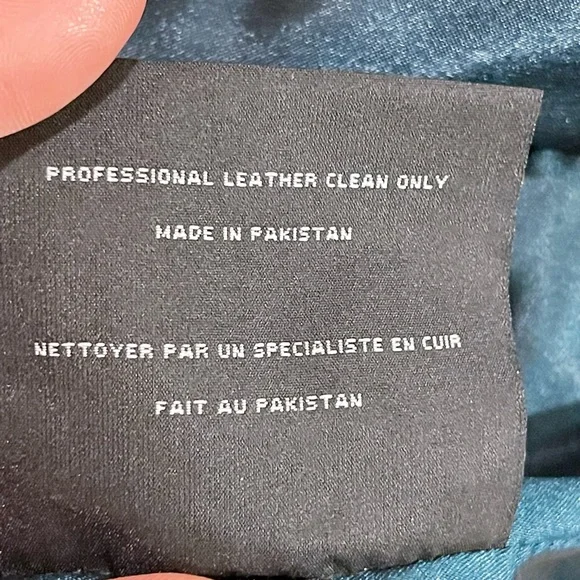 PROFESSIONAL LEATHER CLEAN ONLY
MADE IN PAKISTAN
NETTOYER PAR UN SPECIALISTE EN CUIR
FAIT AU PAKISTAN